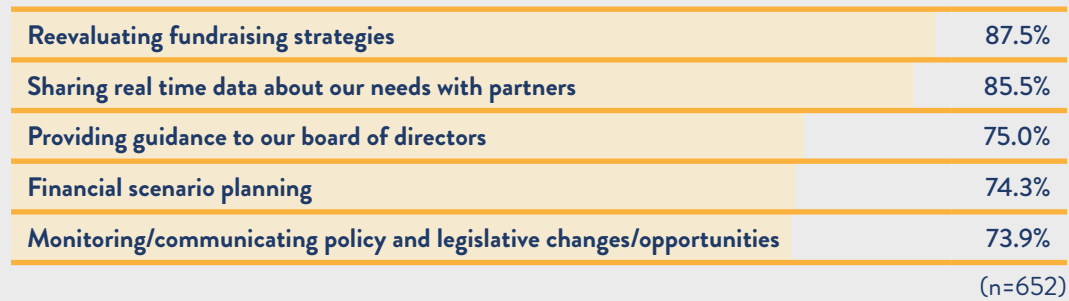 Reevaluating fundraising strategies 87.5%
Sharing real time data about our needs with partners 85.5%
Providing guidance to our board of directors 75.0%
Financial scenario planning 74.3%
Monitoring/communicating policy and legislative changes/opportunities 73.9%
(n=652)